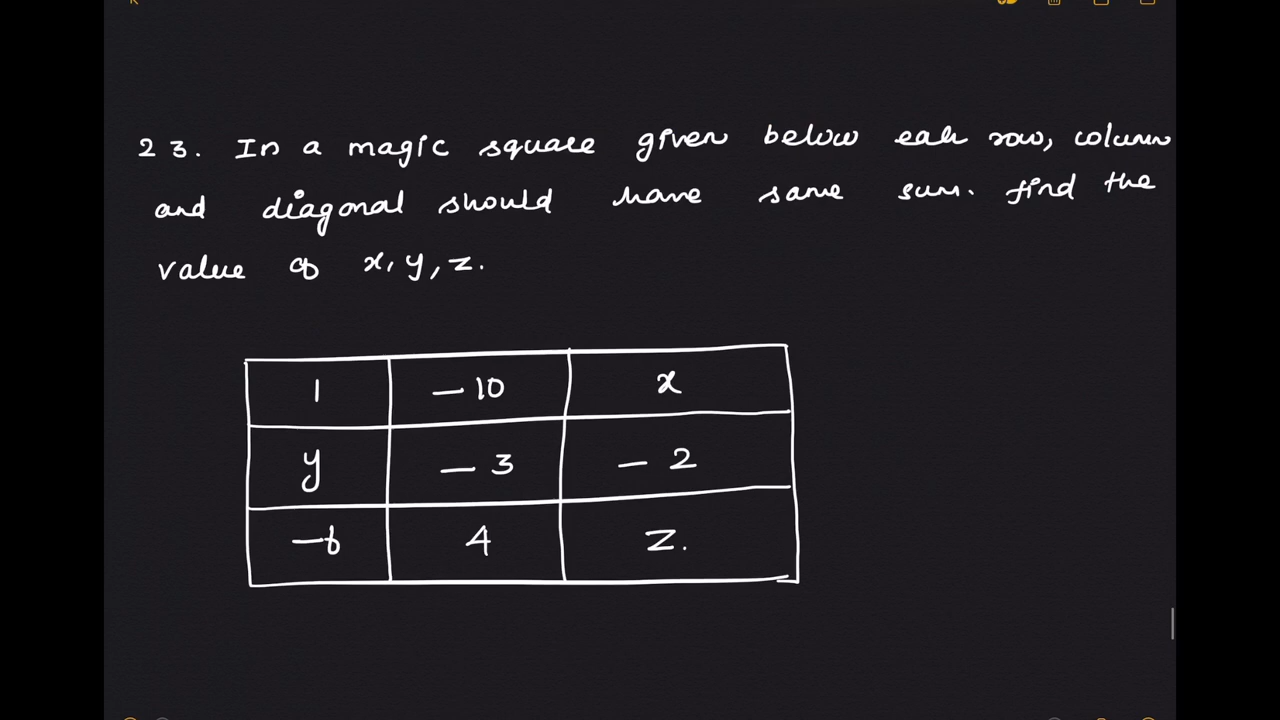 23. In a magic square given below each row, column
and diagonal should have same sum. find the
value of x, y, z.
1 -10 x
y -3 -2
-6 4 z.